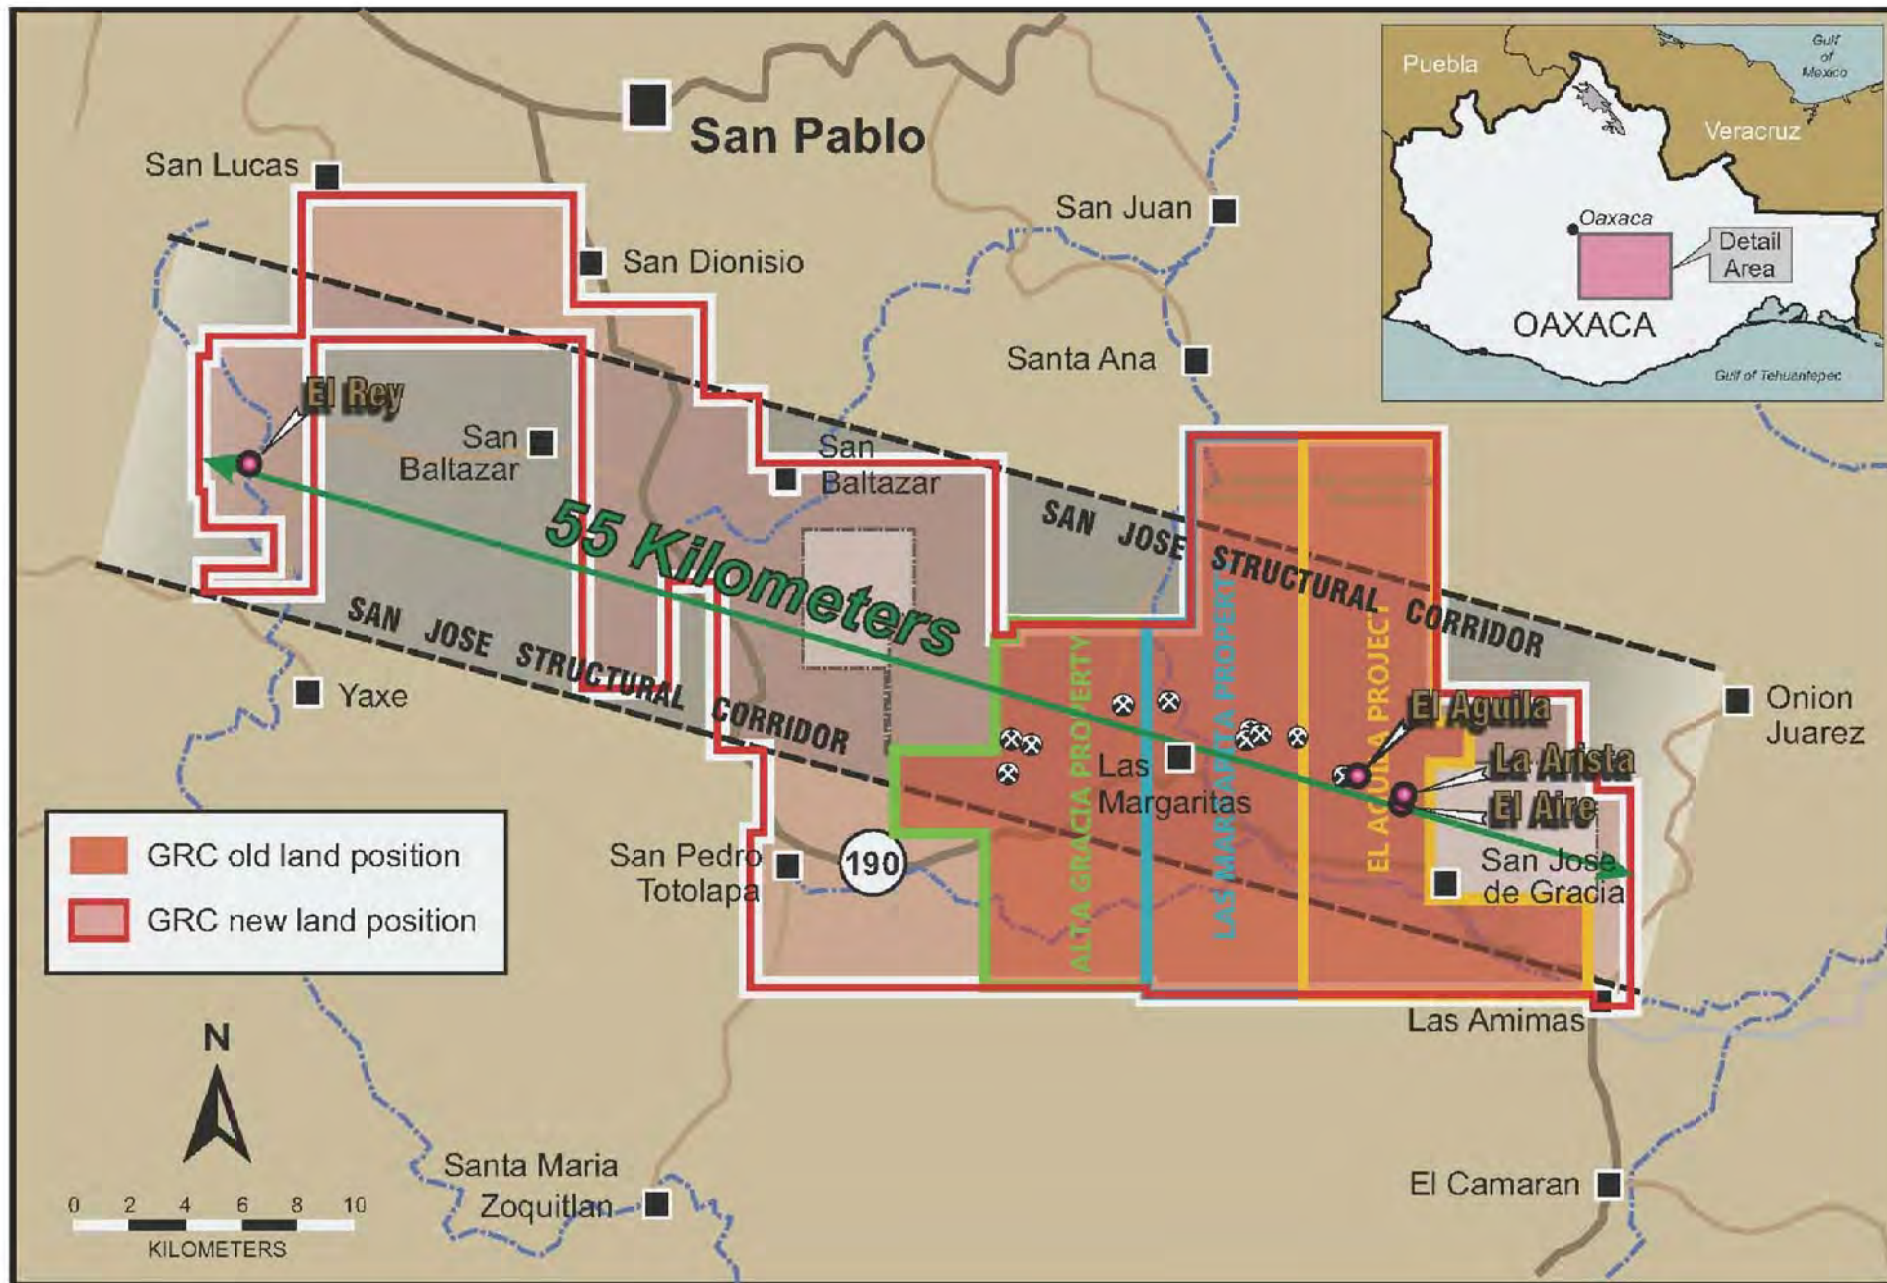 Gulf
of
Mexico
Puebla
Veracruz
Oaxaca
Detail
Area
OAXACA
Gulf of Tehuantepec
San Pablo
San Lucas
San Juan
San Dionisio
Santa Ana
El Rey
San
Baltazar
San
Baltazar
55 Kilometers
SAN JOSE STRUCTURAL CORRIDOR
SAN JOSE STRUCTURAL CORRIDOR
Yaxe
Onion
Juarez
El Aguila
La Arista
El Aire
Las
Margaritas
ALTA GRACIA PROVERTY
LAS MARGARITA PROPERTY
EL AGUILA PROJECT
San Jose
de Gracia
San Pedro
Totolapa
190
GRC old land position
GRC new land position
Las Amimas
N
Santa Maria
Zoquitlan
El Camaran
0 2 4 6 8 10
KILOMETERS